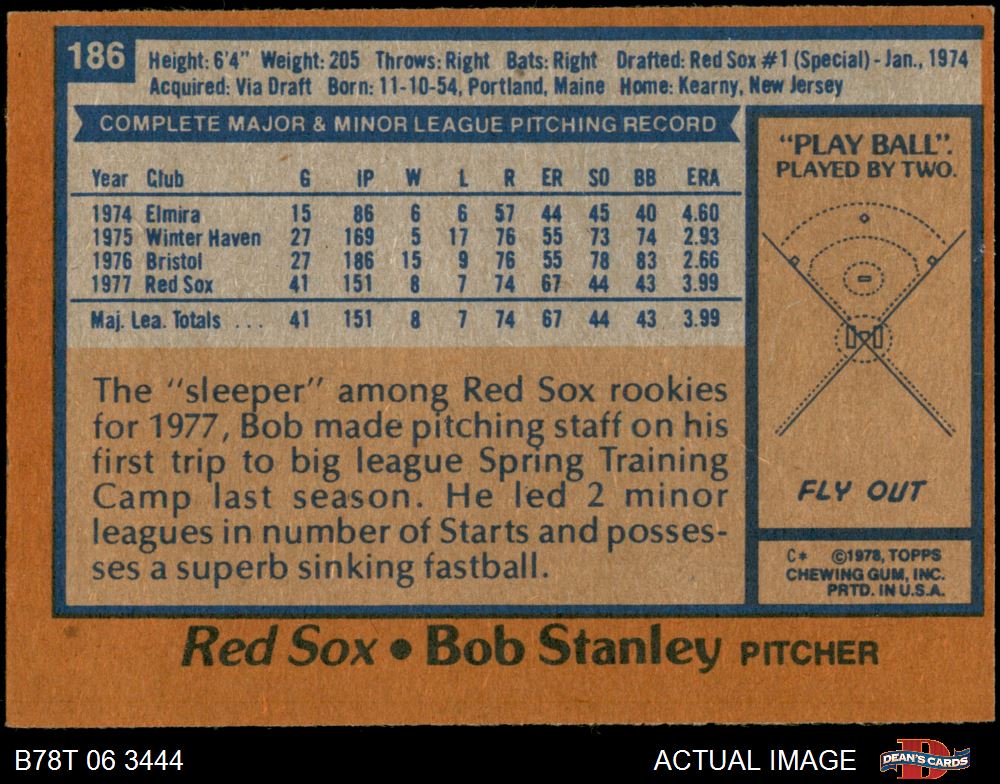 186
Height: 6'4" Weight: 205 Throws: Right Bats: Right Drafted: Red Sox #1 (Special) - Jan., 1974
Acquired: Via Draft Born: 11-10-54, Portland, Maine Home: Kearny, New Jersey
COMPLETE MAJOR & MINOR LEAGUE PITCHING RECORD
Year Club G IP W L R ER SO BB ERA
1974 Elmira 15 86 6 6 57 44 45 40 4.60
1975 Winter Haven 27 169 5 17 76 55 73 74 2.93
1976 Bristol 27 186 15 9 76 55 78 83 2.66
1977 Red Sox 41 151 8 7 74 67 44 43 3.99
Maj. Lea. Totals ... 41 151 8 7 74 67 44 43 3.99
The "sleeper" among Red Sox rookies
for 1977, Bob made pitching staff on his
first trip to big league Spring Training
Camp last season. He led 2 minor
leagues in number of Starts and posses-
ses a superb sinking fastball.
"PLAY BALL".
PLAYED BY TWO.
FLY OUT
C* ©1978, TOPPS
CHEWING GUM, INC.
PRTD. IN U.S.A.
Red Sox • Bob Stanley PITCHER
B78T 06 3444
ACTUAL IMAGE
D
DEAN'S CARDS